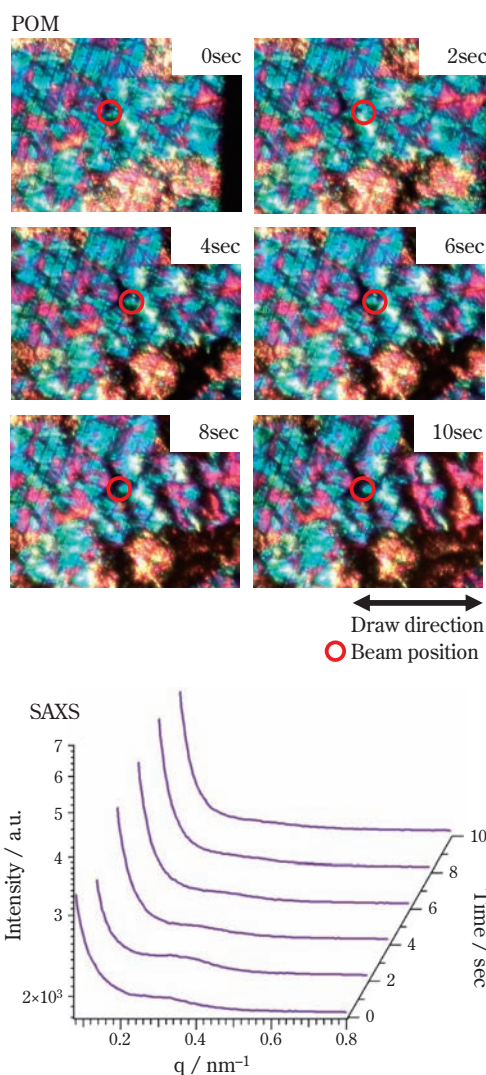 POM
0sec
2sec
4sec
6sec
8sec
10sec
Draw direction
Beam position
SAXS
7
6
5
4
3
2×10³
Intensity / a.u.
0.2
0.4
0.6
0.8
q / nm⁻¹
0
2
4
6
8
10
Time / sec